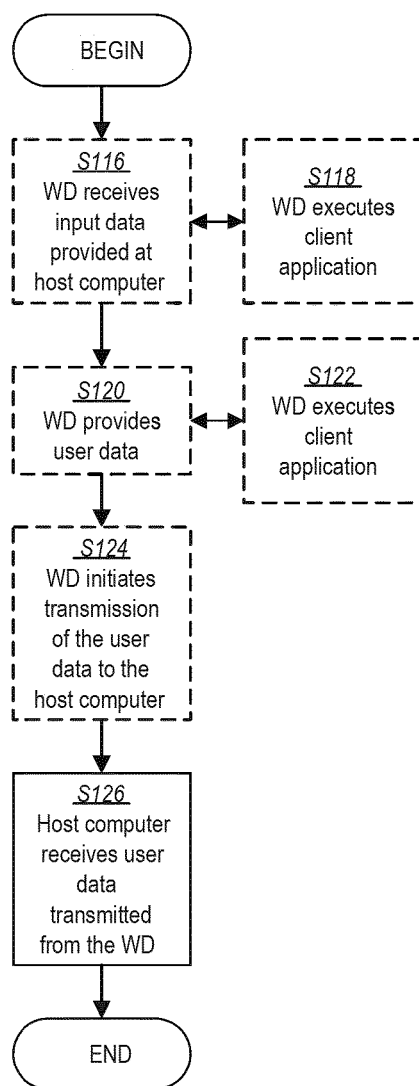 BEGIN
S116
WD receives
input data
provided at
host computer
S118
WD executes
client
application
S120
WD provides
user data
S122
WD executes
client
application
S124
WD initiates
transmission
of the user
data to the
host computer
S126
Host computer
receives user
data
transmitted
from the WD
END